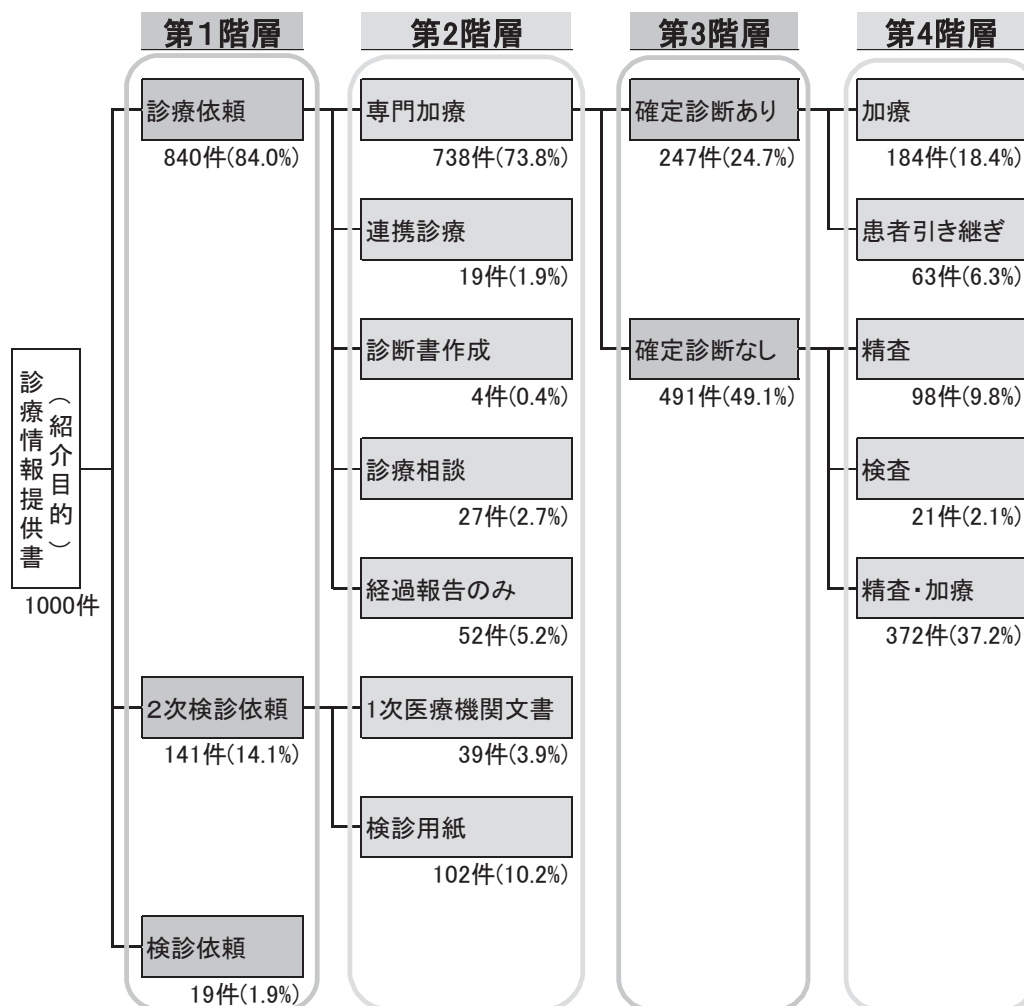 第1階層
第2階層
第3階層
第4階層
診療依頼
840件(84.0%)
専門加療
738件(73.8%)
確定診断あり
247件(24.7%)
加療
184件(18.4%)
連携診療
19件(1.9%)
患者引き継ぎ
63件(6.3%)
診断書作成
4件(0.4%)
確定診断なし
491件(49.1%)
精査
98件(9.8%)
診療情報提供書
（紹介目的）
1000件
診療相談
27件(2.7%)
検査
21件(2.1%)
経過報告のみ
52件(5.2%)
精査・加療
372件(37.2%)
2次検診依頼
141件(14.1%)
1次医療機関文書
39件(3.9%)
検診用紙
102件(10.2%)
検診依頼
19件(1.9%)